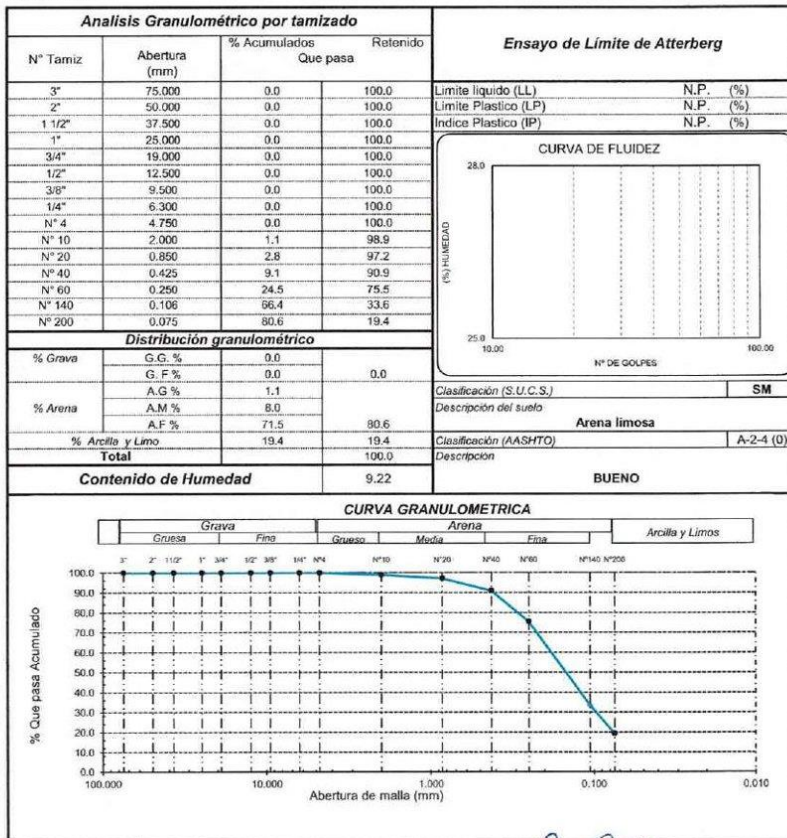 Analisis Granulométrico por tamizado
N° Tamiz Abertura (mm) % Acumulados Retenido Que pasa
3" 75.000 0.0 100.0
2" 50.000 0.0 100.0
1 1/2" 37.500 0.0 100.0
1" 25.000 0.0 100.0
3/4" 19.000 0.0 100.0
1/2" 12.500 0.0 100.0
3/8" 9.500 0.0 100.0
1/4" 6.300 0.0 100.0
N° 4 4.750 0.0 100.0
N° 10 2.000 1.1 98.9
N° 20 0.850 2.8 97.2
N° 40 0.425 9.1 90.9
N° 60 0.250 24.5 75.5
N° 140 0.106 66.4 33.6
N° 200 0.075 80.6 19.4
Distribución granulométrico
% Grava G.G. % 0.0
G. F % 0.0 0.0
A.G % 1.1
% Arena A.M % 8.0
A.F % 71.5 80.6
% Arcilla y Limo 19.4 19.4
Total 100.0
Contenido de Humedad 9.22
Ensayo de Límite de Atterberg
Limite liquido (LL) N.P. (%)
Limite Plastico (LP) N.P. (%)
Indice Plastico (IP) N.P. (%)
CURVA DE FLUIDEZ
28.0
(%) HUMEDAD
25.0
10.00 100.00
N° DE GOLPES
Clasificación (S.U.C.S.) SM
Descripción del suelo
Arena limosa
Clasificación (AASHTO) A-2-4 (0)
Descripción
BUENO
CURVA GRANULOMETRICA
Grava Arena Arcilla y Limos
Gruesa Fina Grueso Media Fina
3" 2" 11/2" 1" 3/4" 1/2" 3/8" 1/4" N°4 N°10 N°20 N°40 N°60 N°140 N°200
100.0
90.0
80.0
70.0
60.0
50.0
40.0
30.0
20.0
10.0
0.0
% Que pasa Acumulado
100.000 10.000 1.000 0.100 0.010
Abertura de malla (mm)